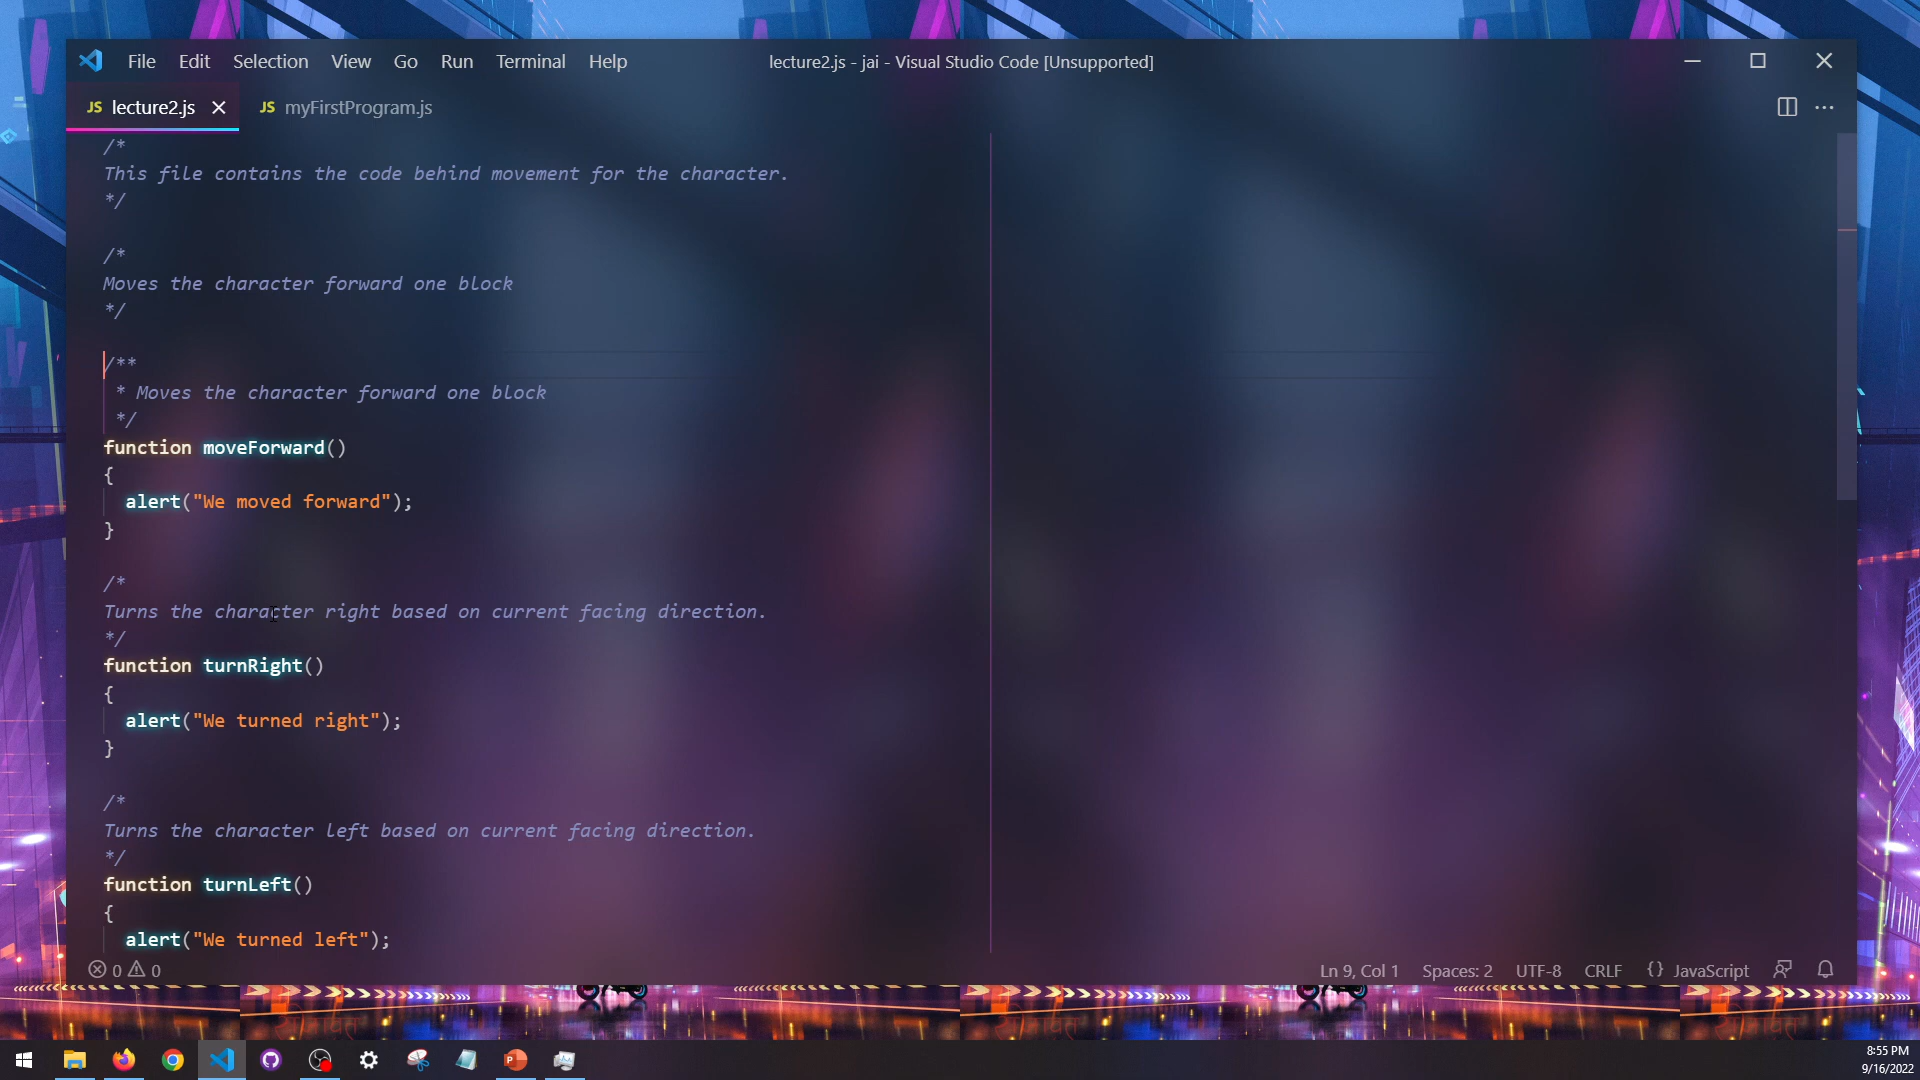 File Edit Selection View Go Run Terminal Help
lecture2.js - jai - Visual Studio Code [Unsupported]
JS lecture2.js JS myFirstProgram.js
/*
This file contains the code behind movement for the character.
*/
/*
Moves the character forward one block
*/
/**
* Moves the character forward one block
*/
function moveForward()
{
alert("We moved forward");
}
/*
Turns the character right based on current facing direction.
*/
function turnRight()
{
alert("We turned right");
}
/*
Turns the character left based on current facing direction.
*/
function turnLeft()
{
alert("We turned left");
0 0 Ln 9, Col 1 Spaces: 2 UTF-8 CRLF {} JavaScript
8:55 PM
9/16/2022